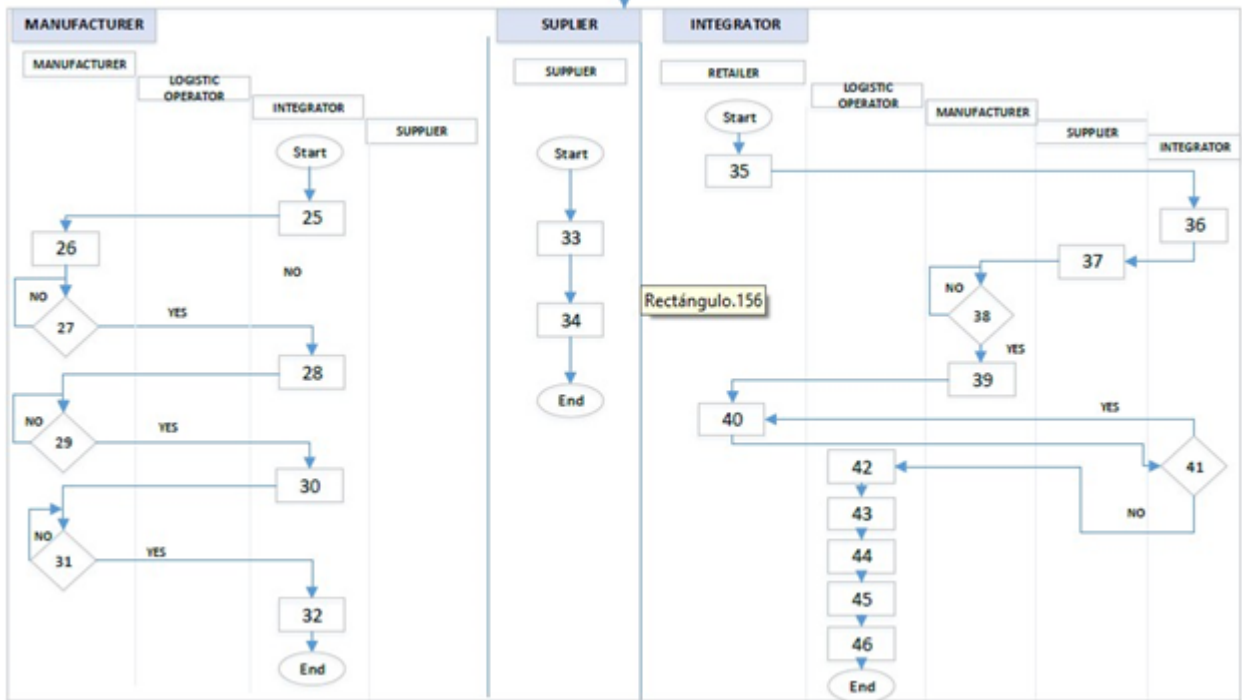 MANUFACTURER
SUPLIER
INTEGRATOR
MANUFACTURER
LOGISTIC
OPERATOR
INTEGRATOR
SUPPLIER
SUPPLIER
RETAILER
LOGISTIC
OPERATOR
MANUFACTURER
SUPPLIER
INTEGRATOR
Start
25
26
NO
NO
27
YES
28
NO
29
YES
30
NO
31
YES
32
End
Start
33
34
End
Rectángulo.156
Start
35
36
37
NO
38
YES
39
40
YES
41
NO
42
43
44
45
46
End